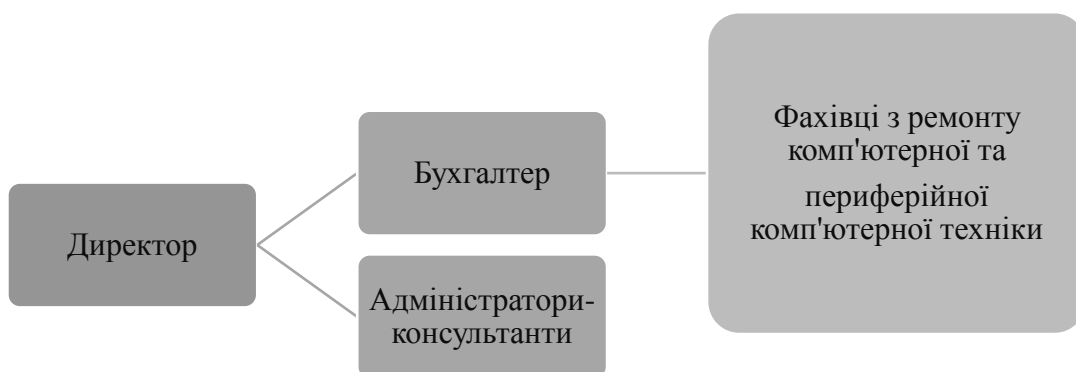 Директор
Бухгалтер
Адміністратори-
консультанти
Фахівці з ремонту
комп'ютерної та
периферійної
комп'ютерної техніки